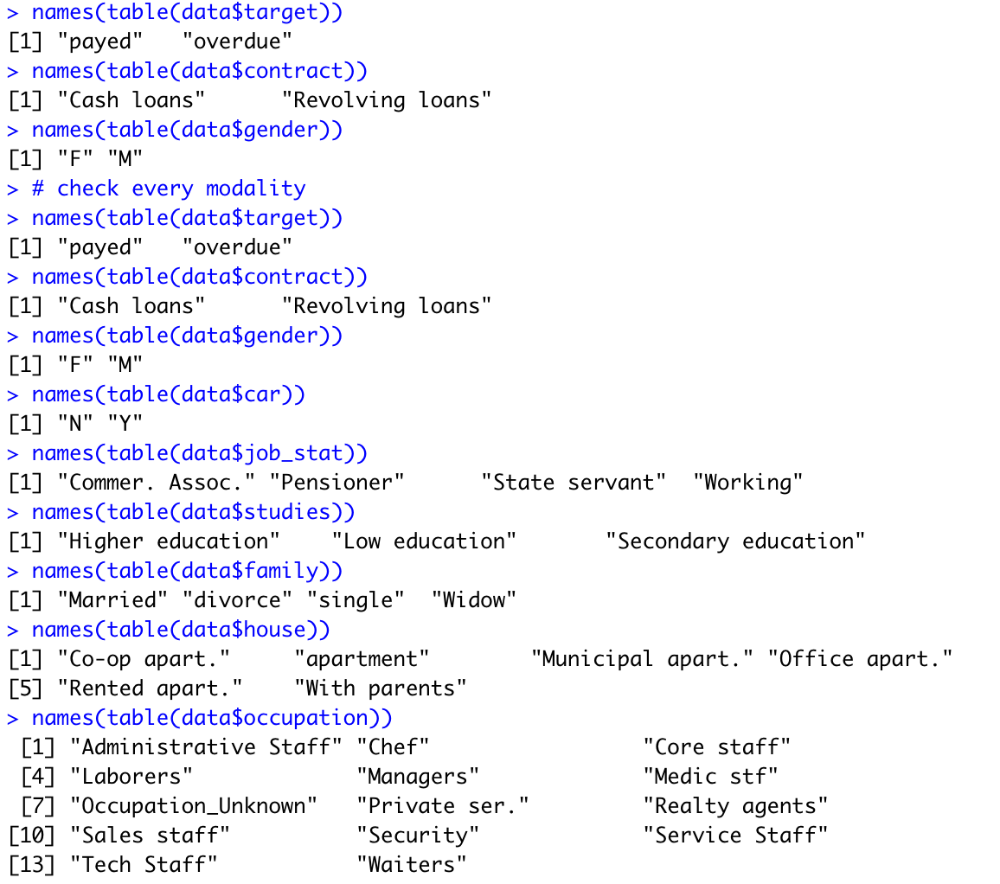 > names(table(data$target))
[1] "payed"   "overdue"
> names(table(data$contract))
[1] "Cash loans"      "Revolving loans"
> names(table(data$gender))
[1] "F" "M"
> # check every modality
> names(table(data$target))
[1] "payed"   "overdue"
> names(table(data$contract))
[1] "Cash loans"      "Revolving loans"
> names(table(data$gender))
[1] "F" "M"
> names(table(data$car))
[1] "N" "Y"
> names(table(data$job_stat))
[1] "Commer. Assoc." "Pensioner"      "State servant"  "Working"
> names(table(data$studies))
[1] "Higher education"    "Low education"       "Secondary education"
> names(table(data$family))
[1] "Married" "divorce" "single"  "Widow"
> names(table(data$house))
[1] "Co-op apart."     "apartment"        "Municipal apart." "Office apart."
[5] "Rented apart."    "With parents"
> names(table(data$occupation))
 [1] "Administrative Staff" "Chef"                 "Core staff"
 [4] "Laborers"             "Managers"             "Medic stf"
 [7] "Occupation_Unknown"   "Private ser."         "Realty agents"
[10] "Sales staff"          "Security"             "Service Staff"
[13] "Tech Staff"           "Waiters"